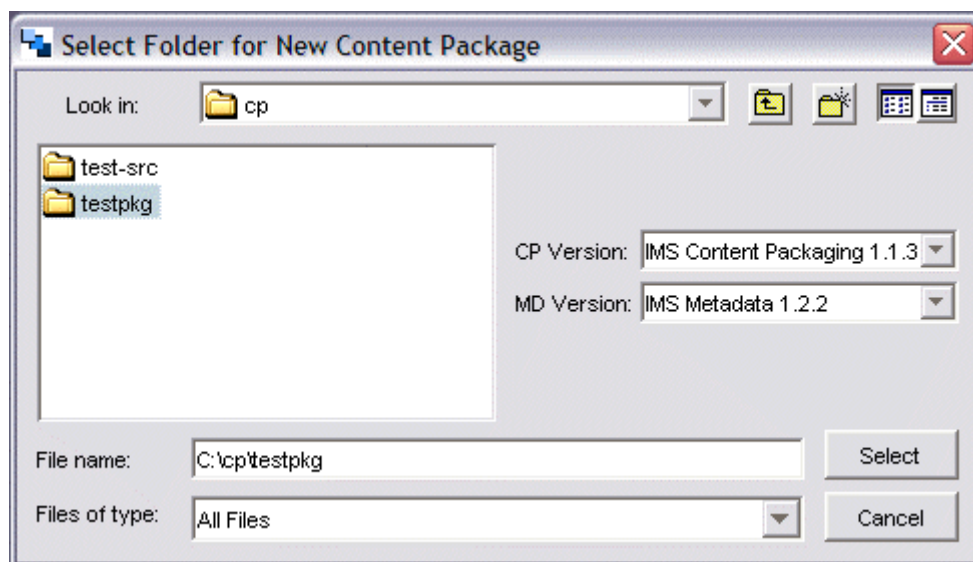 Select Folder for New Content Package
Look in: cp
test-src
testpkg
CP Version: IMS Content Packaging 1.1.3
MD Version: IMS Metadata 1.2.2
File name: C:\cp\testpkg Select
Files of type: All Files Cancel